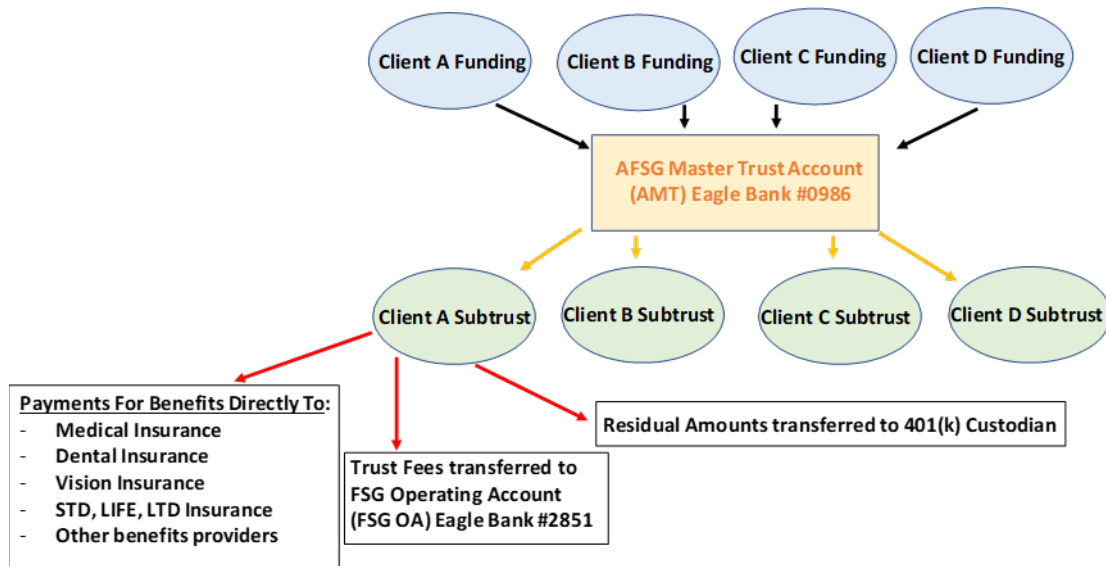 Client A Funding
Client B Funding
Client C Funding
Client D Funding
AFSG Master Trust Account
(AMT) Eagle Bank #0986
Client A Subtrust
Client B Subtrust
Client C Subtrust
Client D Subtrust
Payments For Benefits Directly To:
- Medical Insurance
- Dental Insurance
- Vision Insurance
- STD, LIFE, LTD Insurance
- Other benefits providers
Trust Fees transferred to
FSG Operating Account
(FSG OA) Eagle Bank #2851
Residual Amounts transferred to 401(k) Custodian